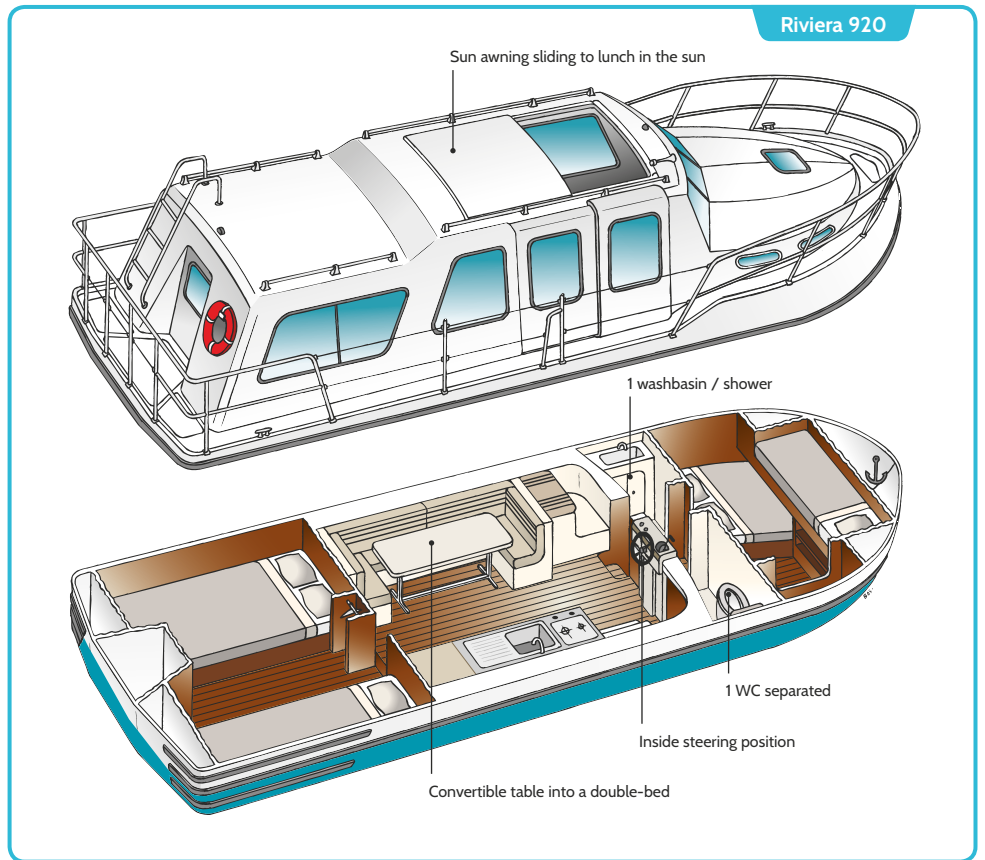 Riviera 920
Sun awning sliding to lunch in the sun
1 washbasin / shower
1 WC separated
Inside steering position
Convertible table into a double-bed